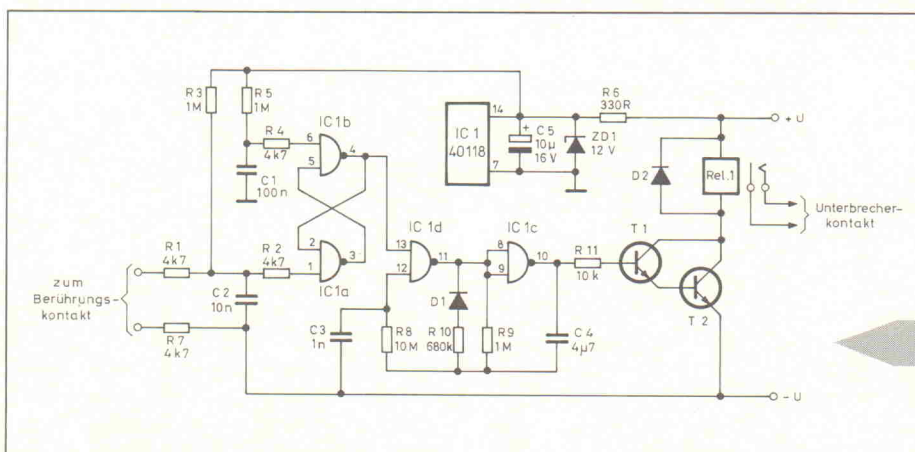 R3
1M
R5
1M
R4
4k7
C1
100n
IC1b
6
5
4
2
1
3
IC1a
R1
4k7
R2
4k7
zum
Berührungs-
kontakt
C2
10n
R7
4k7
C3
1n
IC 1d
13
12
11
R8
10M
D1
R10
680k
R9
1M
IC 1c
8
9
10
C4
4µ7
R11
10k
IC 1
40118
14
7
+
C5
10µ
16 V
ZD1
12 V
R6
330R
D2
Rel.1
T1
T2
+U
Unterbrecher-
kontakt
-U